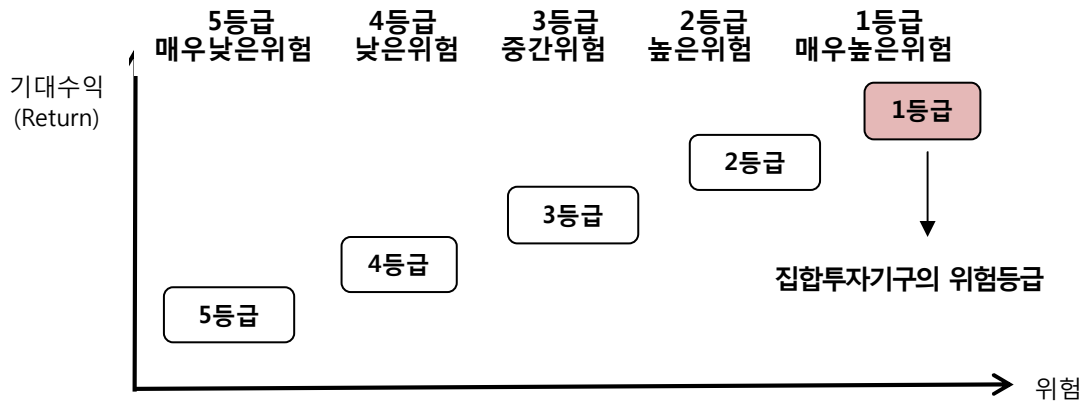 5등급
매우낮은위험
4등급
낮은위험
3등급
중간위험
2등급
높은위험
1등급
매우높은위험
기대수익
(Return)
1등급
2등급
3등급
4등급
5등급
집합투자기구의 위험등급
위험